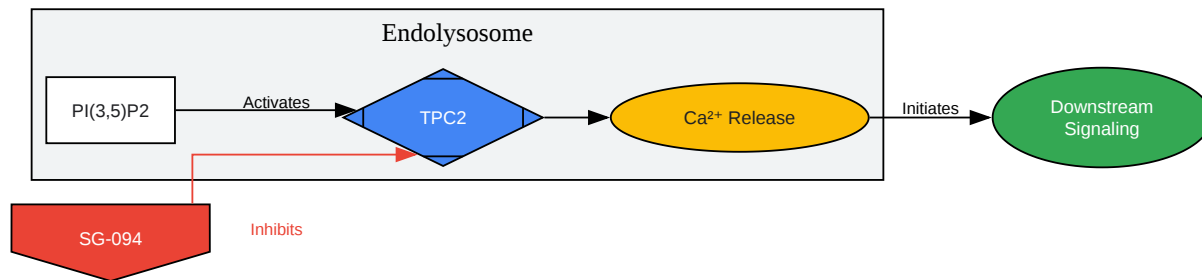 Endolysosome
PI(3,5)P2
Activates
TPC2
Ca²⁺ Release
Initiates
Downstream
Signaling
SG-094
Inhibits